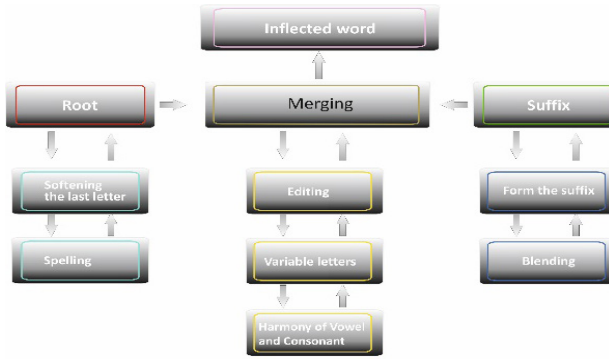 Inflected word
Root
Merging
Suffix
Softening
the last letter
Editing
Form the suffix
Spelling
Variable letters
Blending
Harmony of Vowel
and Consonant